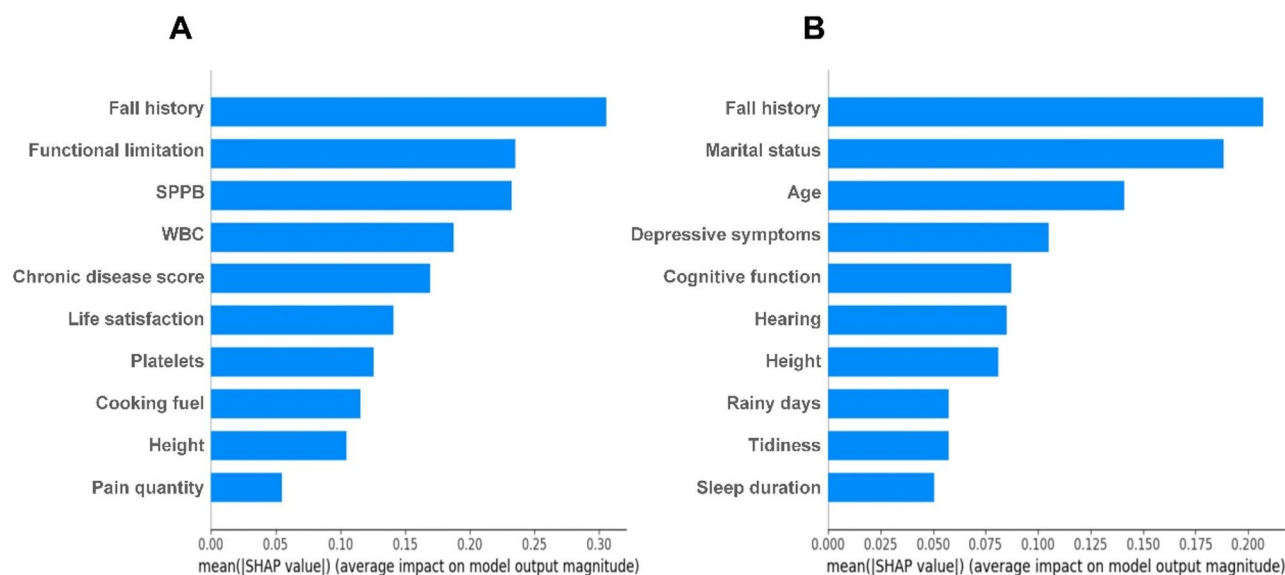 A
Fall history
Functional limitation
SPPB
WBC
Chronic disease score
Life satisfaction
Platelets
Cooking fuel
Height
Pain quantity
0.00 0.05 0.10 0.15 0.20 0.25 0.30
mean(|SHAP value|) (average impact on model output magnitude)
B
Fall history
Marital status
Age
Depressive symptoms
Cognitive function
Hearing
Height
Rainy days
Tidiness
Sleep duration
0.000 0.025 0.050 0.075 0.100 0.125 0.150 0.175 0.200
mean(|SHAP value|) (average impact on model output magnitude)